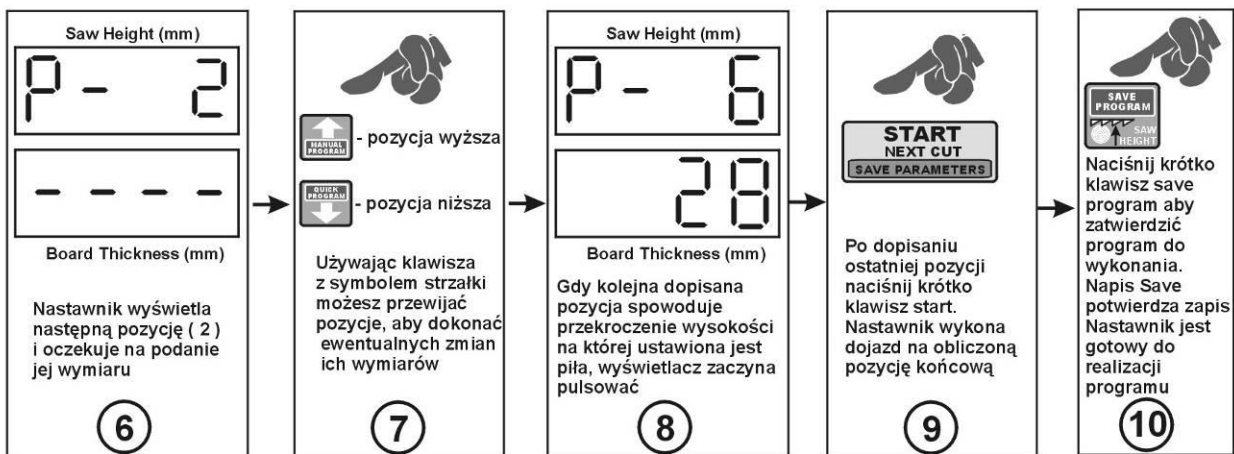 Saw Height (mm)
P- 2
- - - -
Board Thickness (mm)
Nastawnik wyświetla
następną pozycję ( 2 )
i oczekuje na podanie
jej wymiaru
6
MANUAL
PROGRAM
- pozycja wyższa
QUICK
PROGRAM
- pozycja niższa
Używając klawisza
z symbolem strzałki
możesz przewijać
pozycje, aby dokonać
ewentualnych zmian
ich wymiarów
7
Saw Height (mm)
P- 6
28
Board Thickness (mm)
Gdy kolejna dopisana
pozycja spowoduje
przekroczenie wysokości
na której ustawiona jest
piła, wyświetlacz zaczyna
pulsować
8
START
NEXT CUT
SAVE PARAMETERS
Po dopisaniu
ostatniej pozycji
naciśnij krótko
klawisz start.
Nastawnik wykona
dojazd na obliczoną
pozycję końcową
9
SAVE
PROGRAM
SAW
HEIGHT
Naciśnij krótko
klawisz save
program aby
zatwierdzić
program do
wykonania.
Napis Save
potwierdza zapis
Nastawnik jest
gotowy do
realizacji
programu
10